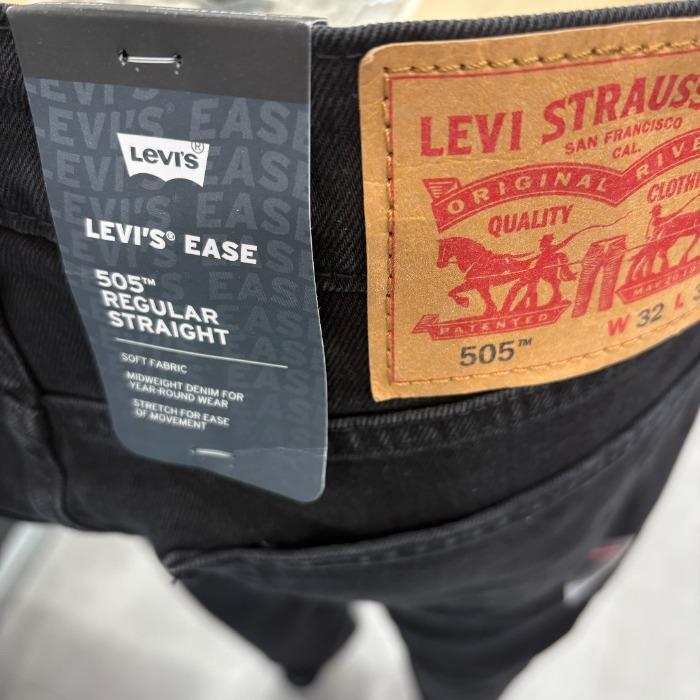 Levi's®
LEVI'S® EASE
505™
REGULAR
STRAIGHT
SOFT FABRIC
MIDWEIGHT DENIM FOR
YEAR-ROUND WEAR
STRETCH FOR EASE
OF MOVEMENT
LEVI STRAUSS
SAN FRANCISCO
CAL.
ORIGINAL
QUALITY
PATENTED
505™
W 32 L